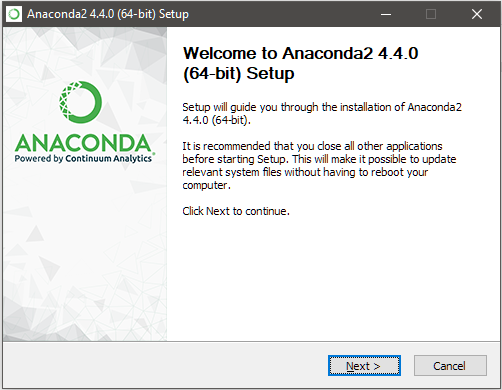 Anaconda2 4.4.0 (64-bit) Setup
Welcome to Anaconda2 4.4.0
(64-bit) Setup
Setup will guide you through the installation of Anaconda2
4.4.0 (64-bit).
It is recommended that you close all other applications
before starting Setup. This will make it possible to update
relevant system files without having to reboot your
computer.
Click Next to continue.
ANACONDA
Powered by Continuum Analytics®
Next >
Cancel